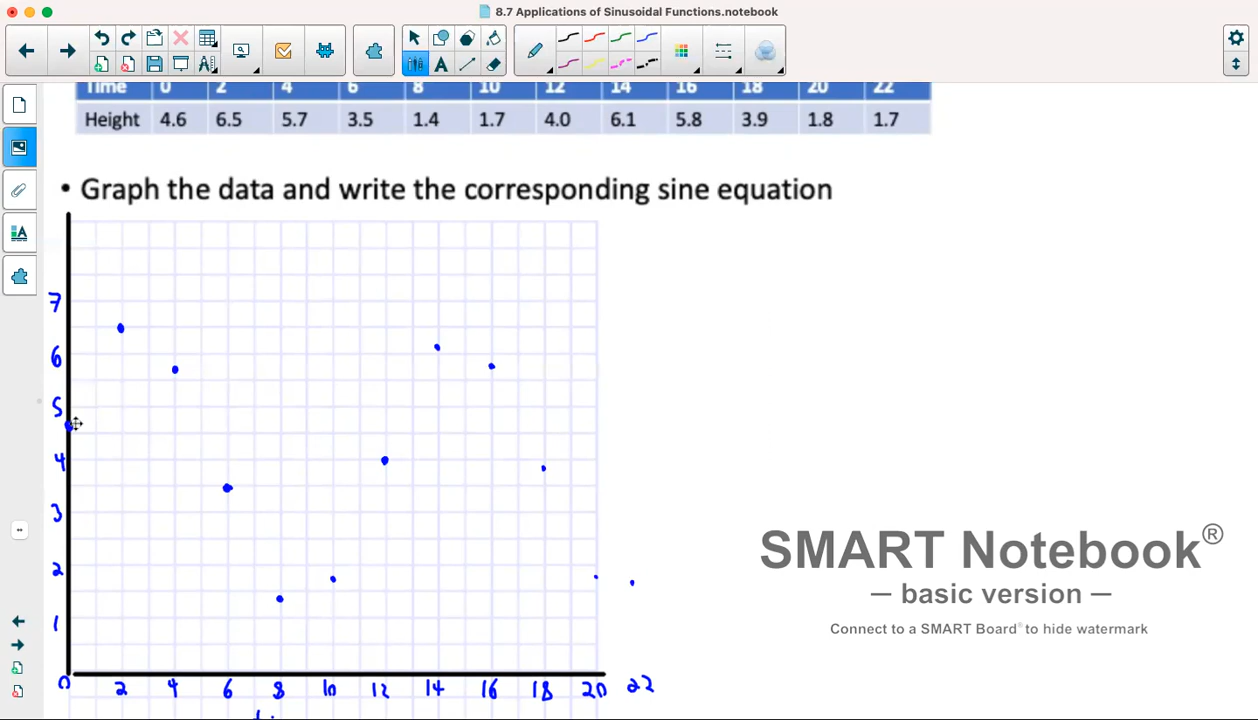 8.7 Applications of Sinusoidal Functions.notebook
Time 0 2 4 6 8 10 12 14 16 18 20 22
Height 4.6 6.5 5.7 3.5 1.4 1.7 4.0 6.1 5.8 3.9 1.8 1.7
• Graph the data and write the corresponding sine equation
7
6
5
4
3
2
1
0 2 4 6 8 10 12 14 16 18 20 22
SMART Notebook®
— basic version —
Connect to a SMART Board® to hide watermark